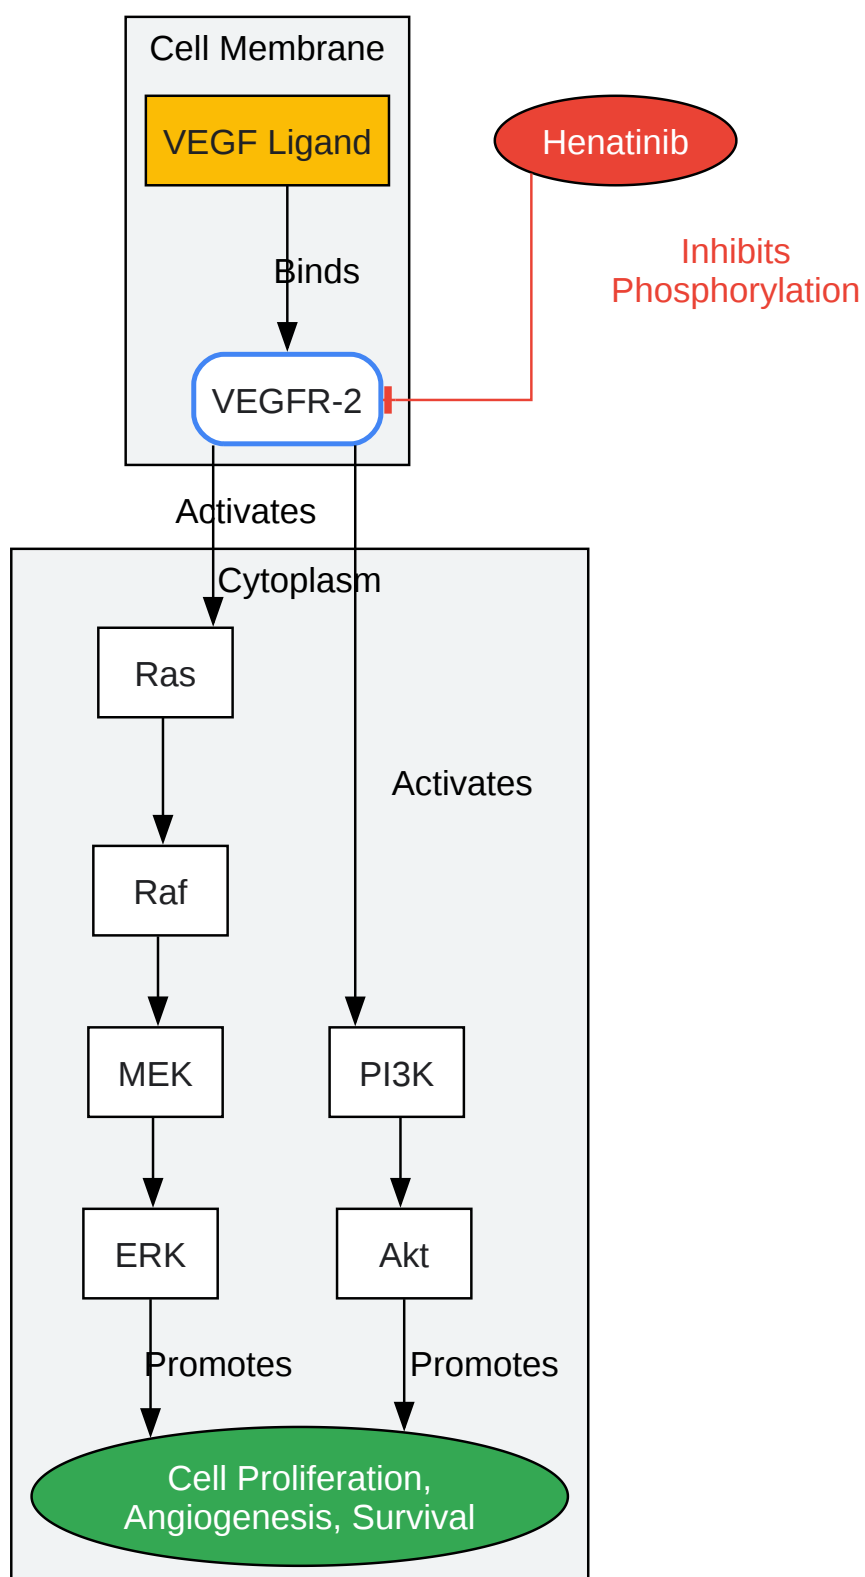 Cell Membrane
VEGF Ligand
Henatinib
Inhibits
Phosphorylation
Binds
VEGFR-2
Activates
Cytoplasm
Ras
Activates
Raf
MEK
PI3K
ERK
Akt
Promotes
Promotes
Cell Proliferation,
Angiogenesis, Survival